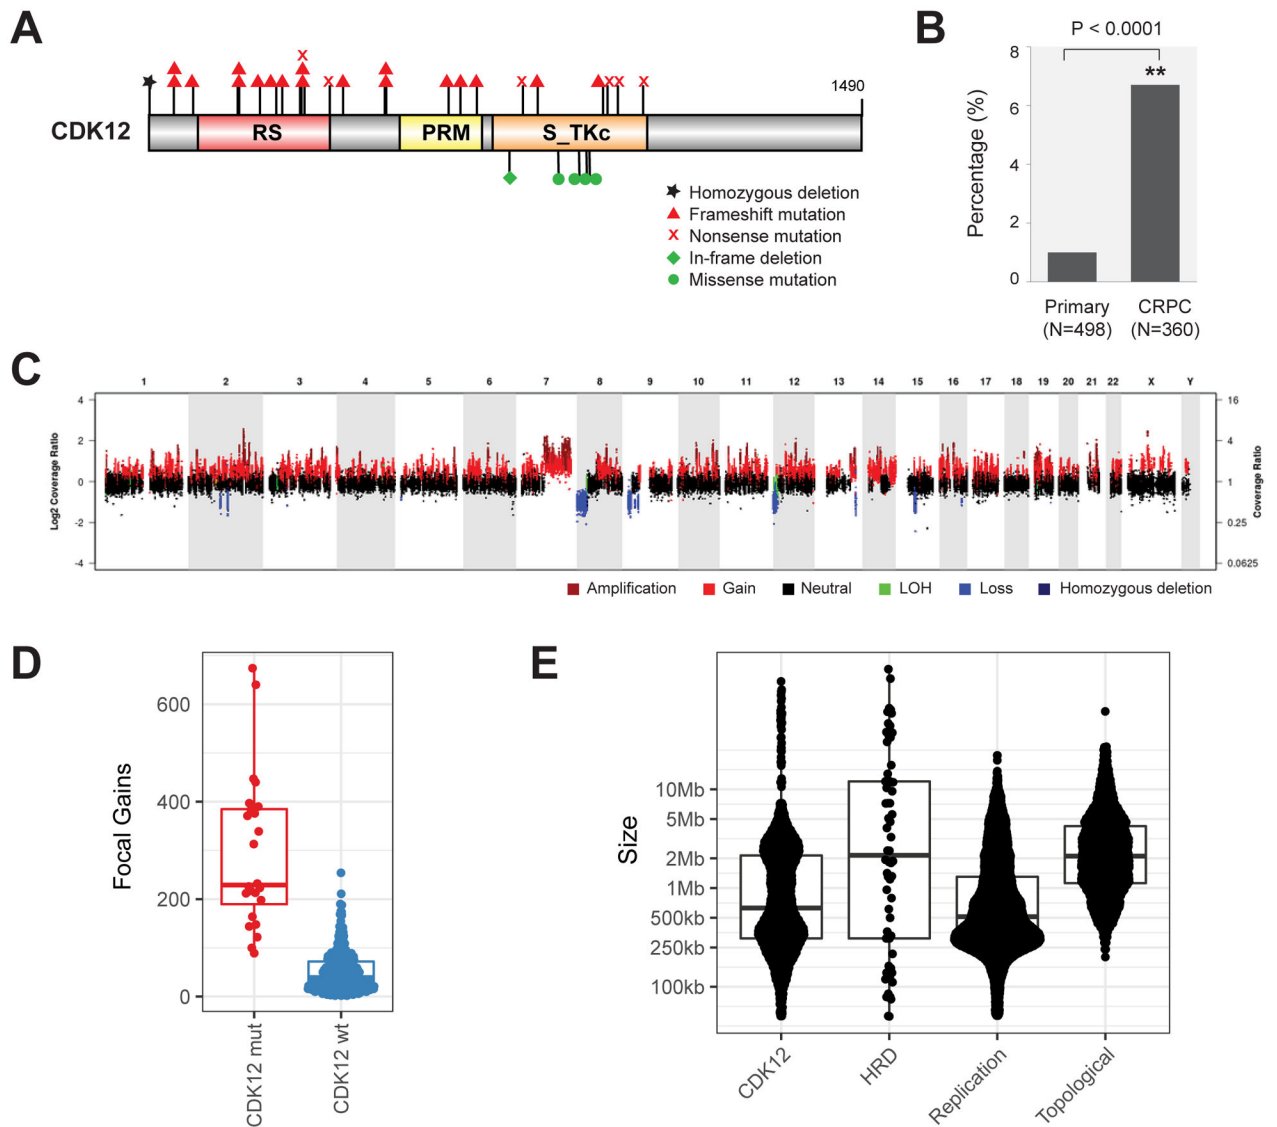 A
CDK12
RS
PRM
S_TKc
1490
Homozygous deletion
Frameshift mutation
X Nonsense mutation
In-frame deletion
Missense mutation
B
P < 0.0001
**
Percentage (%)
8
6
4
2
0
Primary
(N=498)
CRPC
(N=360)
C
1 2 3 4 5 6 7 8 9 10 11 12 13 14 15 16 17 18 19 20 21 22 X Y
Log2 Coverage Ratio
4
2
0
-2
-4
16
4
1
0.25
0.0625
Coverage Ratio
Amplification Gain Neutral LOH Loss Homozygous deletion
D
Focal Gains
600
400
200
0
CDK12 mut
CDK12 wt
E
Size
10Mb
5Mb
2Mb
1Mb
500kb
250kb
100kb
CDK12
HRD
Replication
Topological